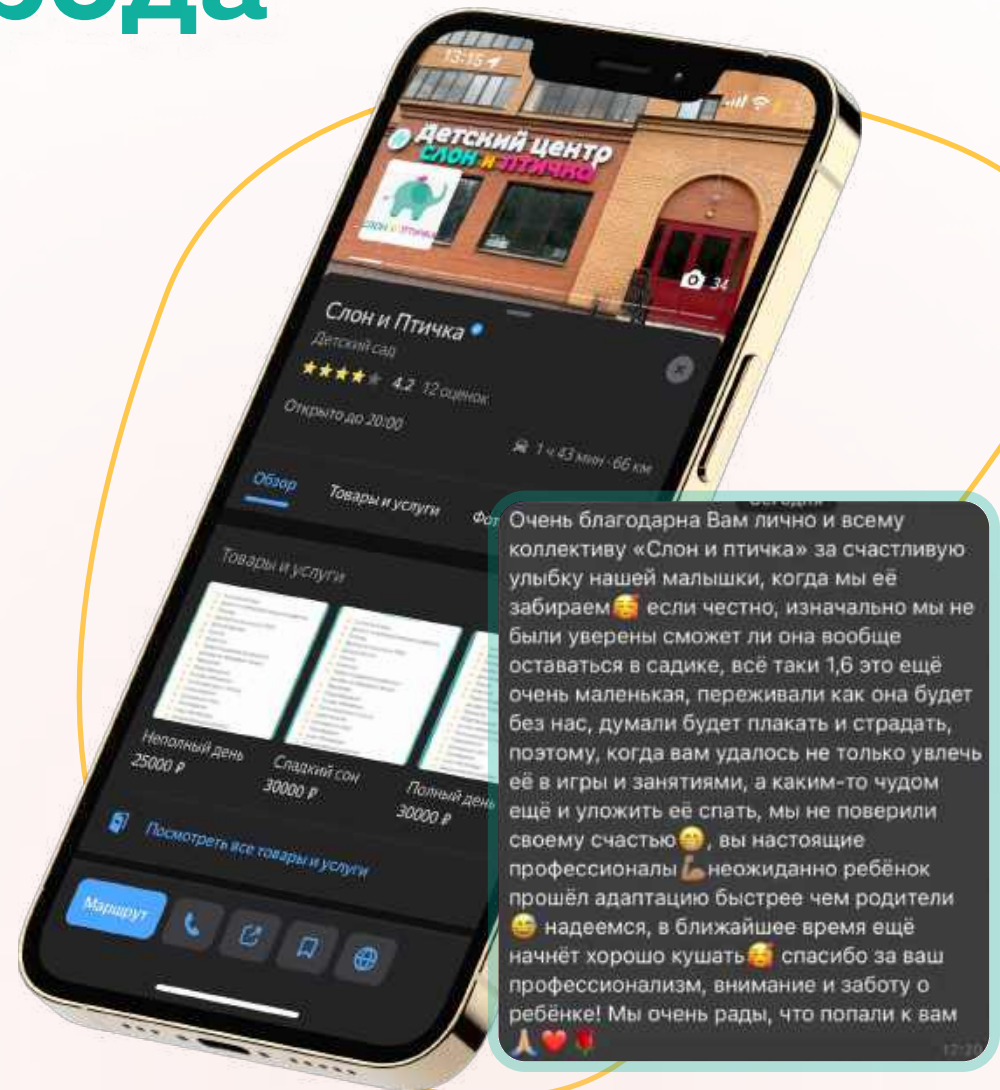 13:15
детский центр
слон и птичка
слон и птичка
34
Слон и Птичка
Детский сад
4.2 12 оценок
Открыто до 20:00
1 ч 43 мин · 66 км
Обзор
Товары и услуги
Товары и услуги
Неполный день
25000 ₽
Сладкий сон
30000 ₽
Полный день
30000 ₽
Посмотреть все товары и услуги
Маршрут
Очень благодарна Вам лично и всему
коллективу «Слон и птичка» за счастливую
улыбку нашей малышки, когда мы её
забираем🥰 если честно, изначально мы не
были уверены сможет ли она вообще
оставаться в садике, всё таки 1,6 это ещё
очень маленькая, переживали как она будет
без нас, думали будет плакать и страдать,
поэтому, когда вам удалось не только увлечь
её в игры и занятиями, а каким-то чудом
ещё и уложить её спать, мы не поверили
своему счастью😁, вы настоящие
профессионалы💪🏽неожиданно ребёнок
прошёл адаптацию быстрее чем родители
😅 надеемся, в ближайшее время ещё
начнёт хорошо кушать🥰 спасибо за ваш
профессионализм, внимание и заботу о
ребёнке! Мы очень рады, что попали к вам
🙏🏼❤️🌹
12:20